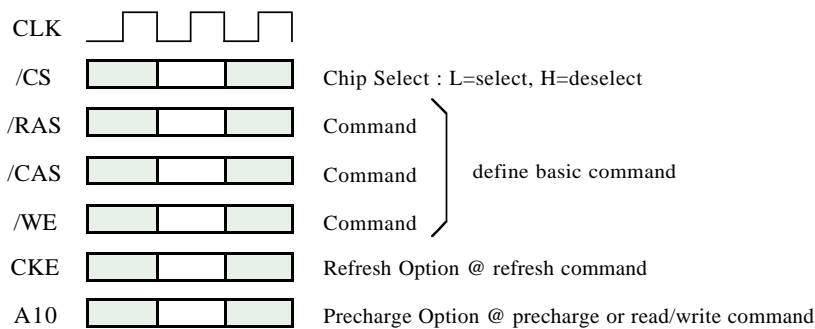 CLK
/CS Chip Select : L=select, H=deselect
/RAS Command
/CAS Command define basic command
/WE Command
CKE Refresh Option @ refresh command
A10 Precharge Option @ precharge or read/write command